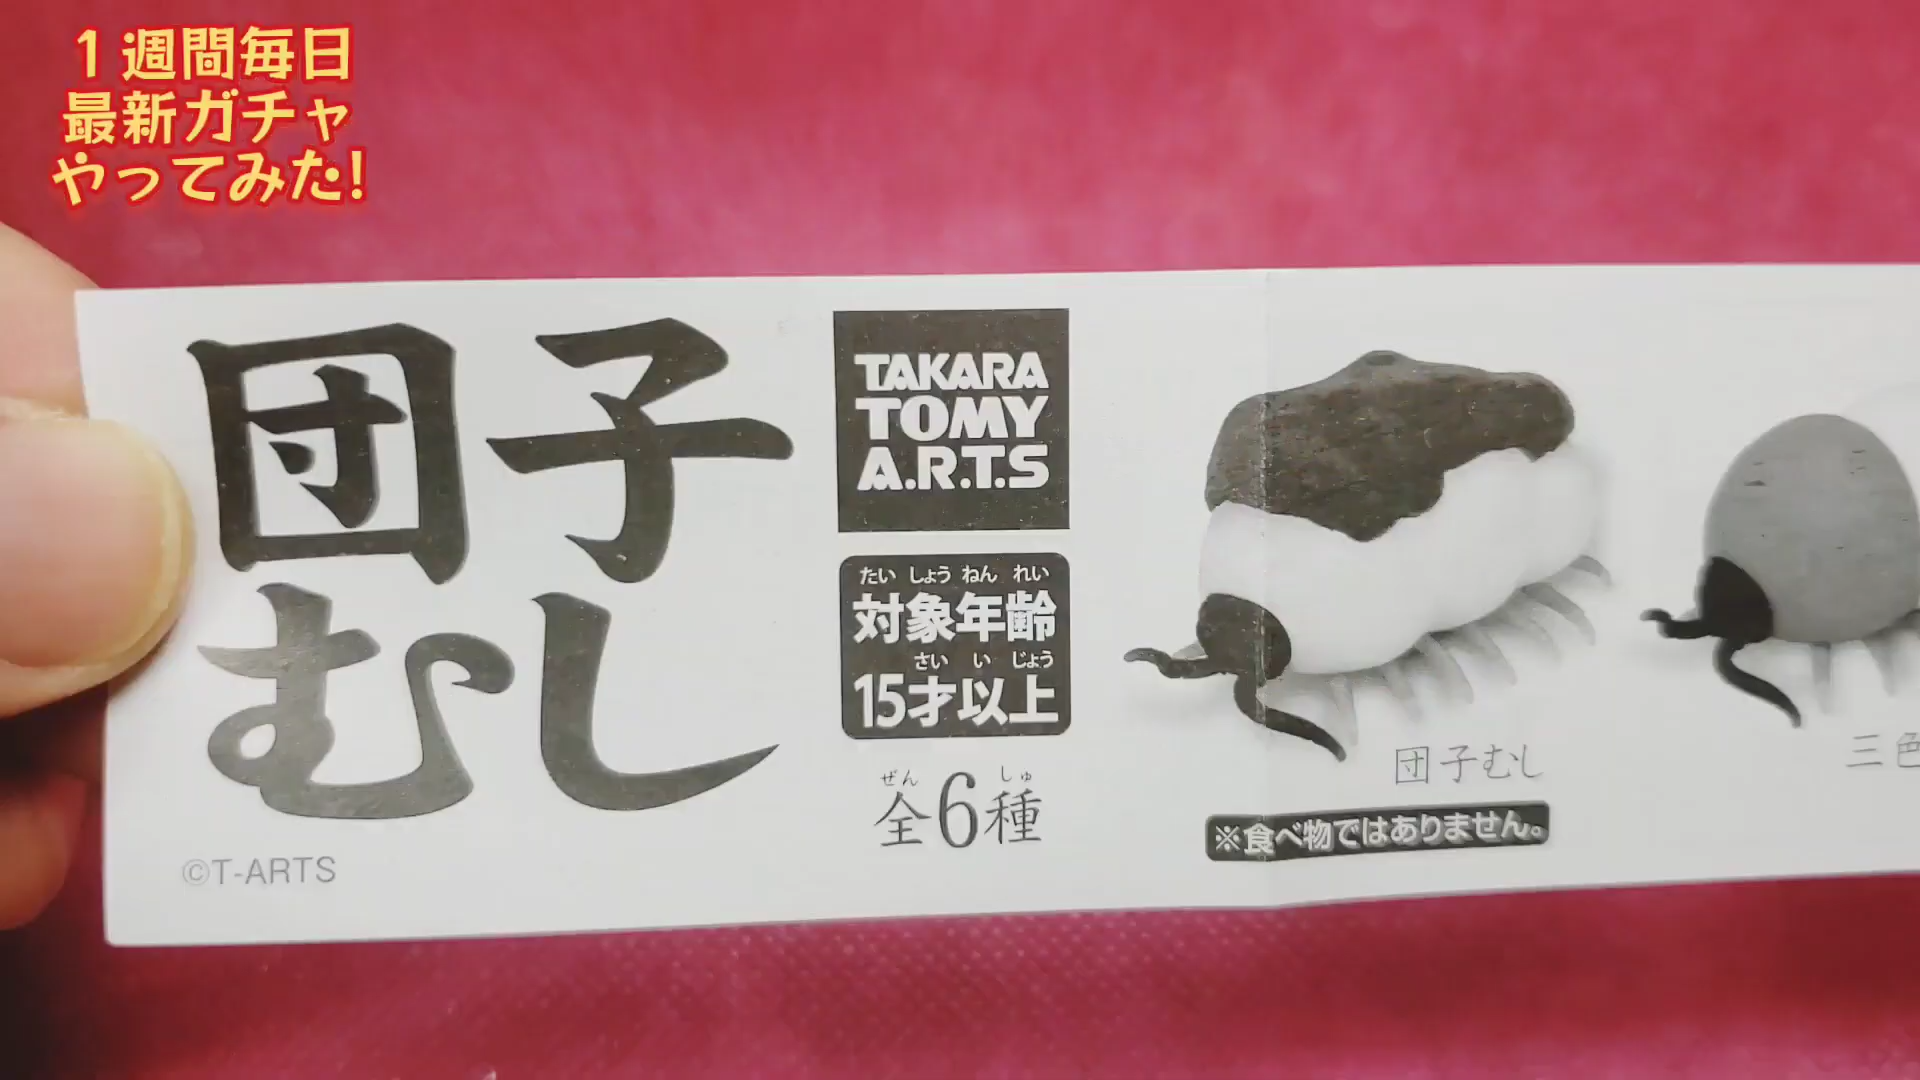 1週間毎日
最新ガチャ
やってみた!
団子
むし
©T-ARTS
TAKARA
TOMY
A.R.T.S
たいしょうねんれい
対象年齢
さいいじょう
15才以上
ぜん しゅ
全6種
団子むし
※食べ物ではありません。
三色